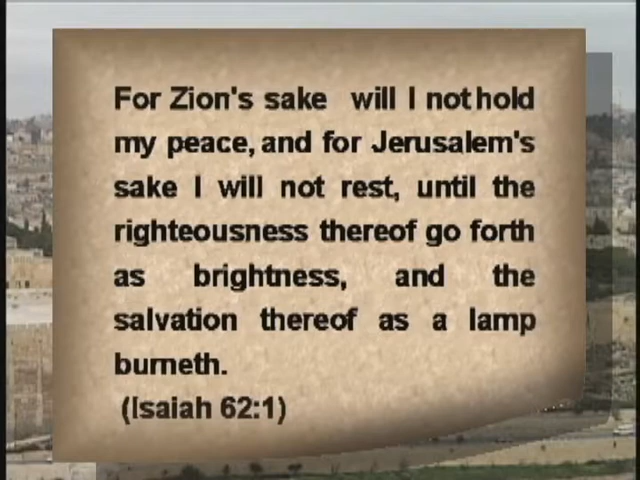 For Zion's sake will I not hold
my peace, and for Jerusalem's
sake I will not rest, until the
righteousness thereof go forth
as brightness, and the
salvation thereof as a lamp
burneth.
(Isaiah 62:1)